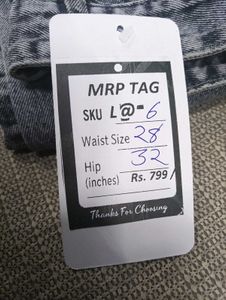 MRP TAG
SKU L@-6
Waist Size 28
Hip 32
(inches) Rs. 799/
Thanks For Choosing